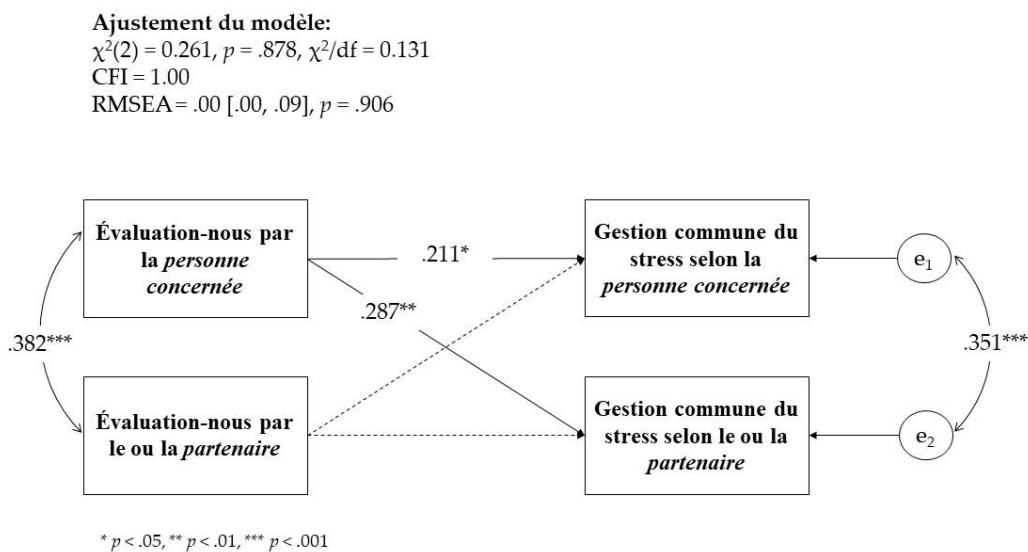 Ajustement du modèle:
χ²(2) = 0.261, p = .878, χ²/df = 0.131
CFI = 1.00
RMSEA = .00 [.00, .09], p = .906
Évaluation-nous par
la personne
concernée
.211*
Gestion commune du
stress selon la
personne concernée
e₁
.287**
.382***
.351***
Évaluation-nous par
le ou la partenaire
Gestion commune du
stress selon le ou la
partenaire
e₂
* p < .05, ** p < .01, *** p < .001